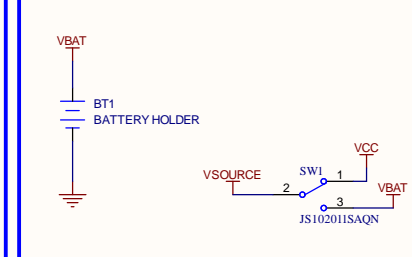 VBAT
BT1
BATTERY HOLDER
VCC
SW1
1
VSOURCE
2
VBAT
3
JS102011SAQN